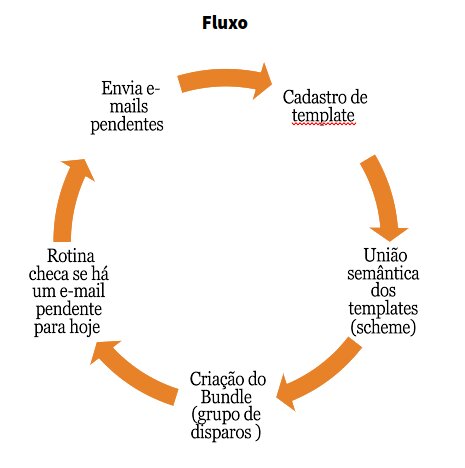 Fluxo
Envia e-
mails
pendentes
Cadastro de
template
União
semântica
dos
templates
(scheme)
Criação do
Bundle
(grupo de
disparos )
Rotina
checa se há
um e-mail
pendente
para hoje